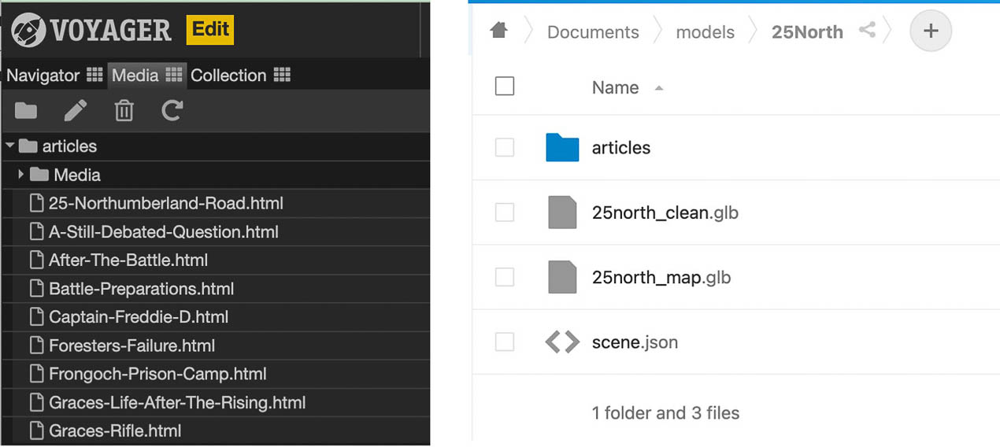 VOYAGER Edit
Navigator Media Collection
articles
Media
25-Northumberland-Road.html
A-Still-Debated-Question.html
After-The-Battle.html
Battle-Preparations.html
Captain-Freddie-D.html
Foresters-Failure.html
Frongoch-Prison-Camp.html
Graces-Life-After-The-Rising.html
Graces-Rifle.html
Documents models 25North
Name
articles
25north_clean.glb
25north_map.glb
scene.json
1 folder and 3 files